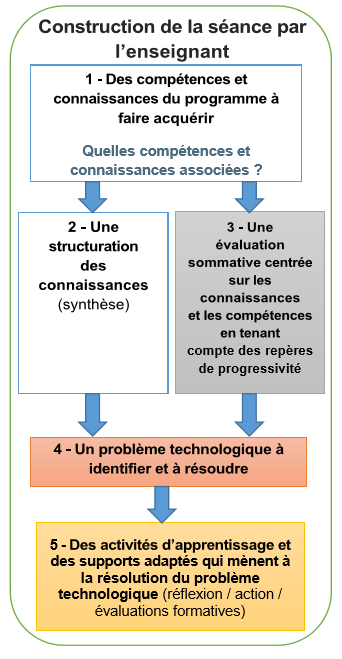 Construction de la séance par
l’enseignant
1 - Des compétences et
connaissances du programme à
faire acquérir
Quelles compétences et
connaissances associées ?
2 - Une
structuration
des
connaissances
(synthèse)
3 - Une
évaluation
sommative centrée
sur les
connaissances
et les compétences
en tenant
compte des repères
de progressivité
4 – Un problème technologique à
identifier et à résoudre
5 - Des activités d’apprentissage et
des supports adaptés qui mènent à
la résolution du problème
technologique (réflexion / action /
évaluations formatives)